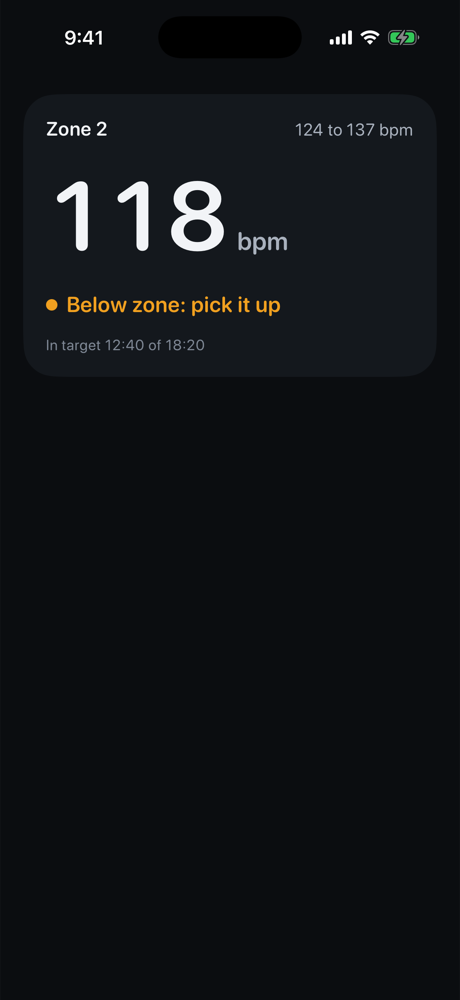 9:41
Zone 2 124 to 137 bpm
118 bpm
Below zone: pick it up
In target 12:40 of 18:20